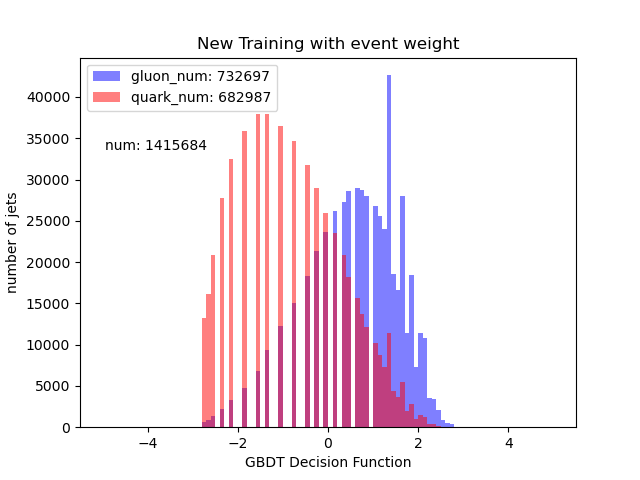 New Training with event weight
gluon_num: 732697
quark_num: 682987
num: 1415684
number of jets
40000
35000
30000
25000
20000
15000
10000
5000
0
−4
−2
0
2
4
GBDT Decision Function